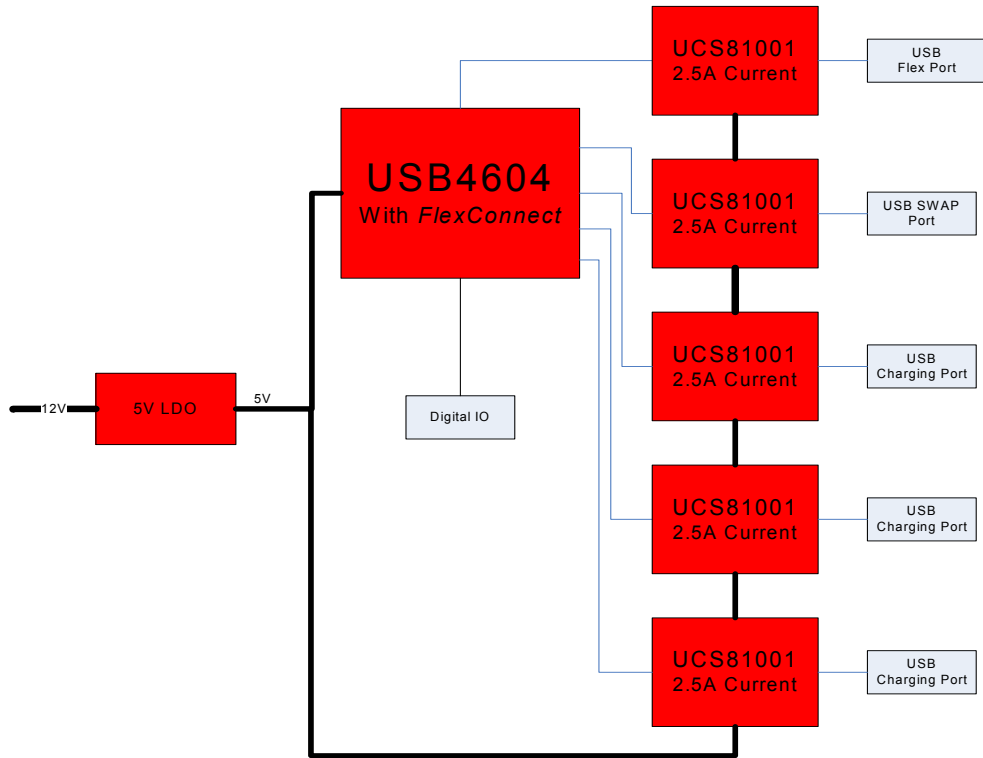 UCS81001
2.5A Current
USB
Flex Port
USB4604
With FlexConnect
UCS81001
2.5A Current
USB SWAP
Port
UCS81001
2.5A Current
USB
Charging Port
12V
5V LDO
5V
Digital IO
UCS81001
2.5A Current
USB
Charging Port
UCS81001
2.5A Current
USB
Charging Port